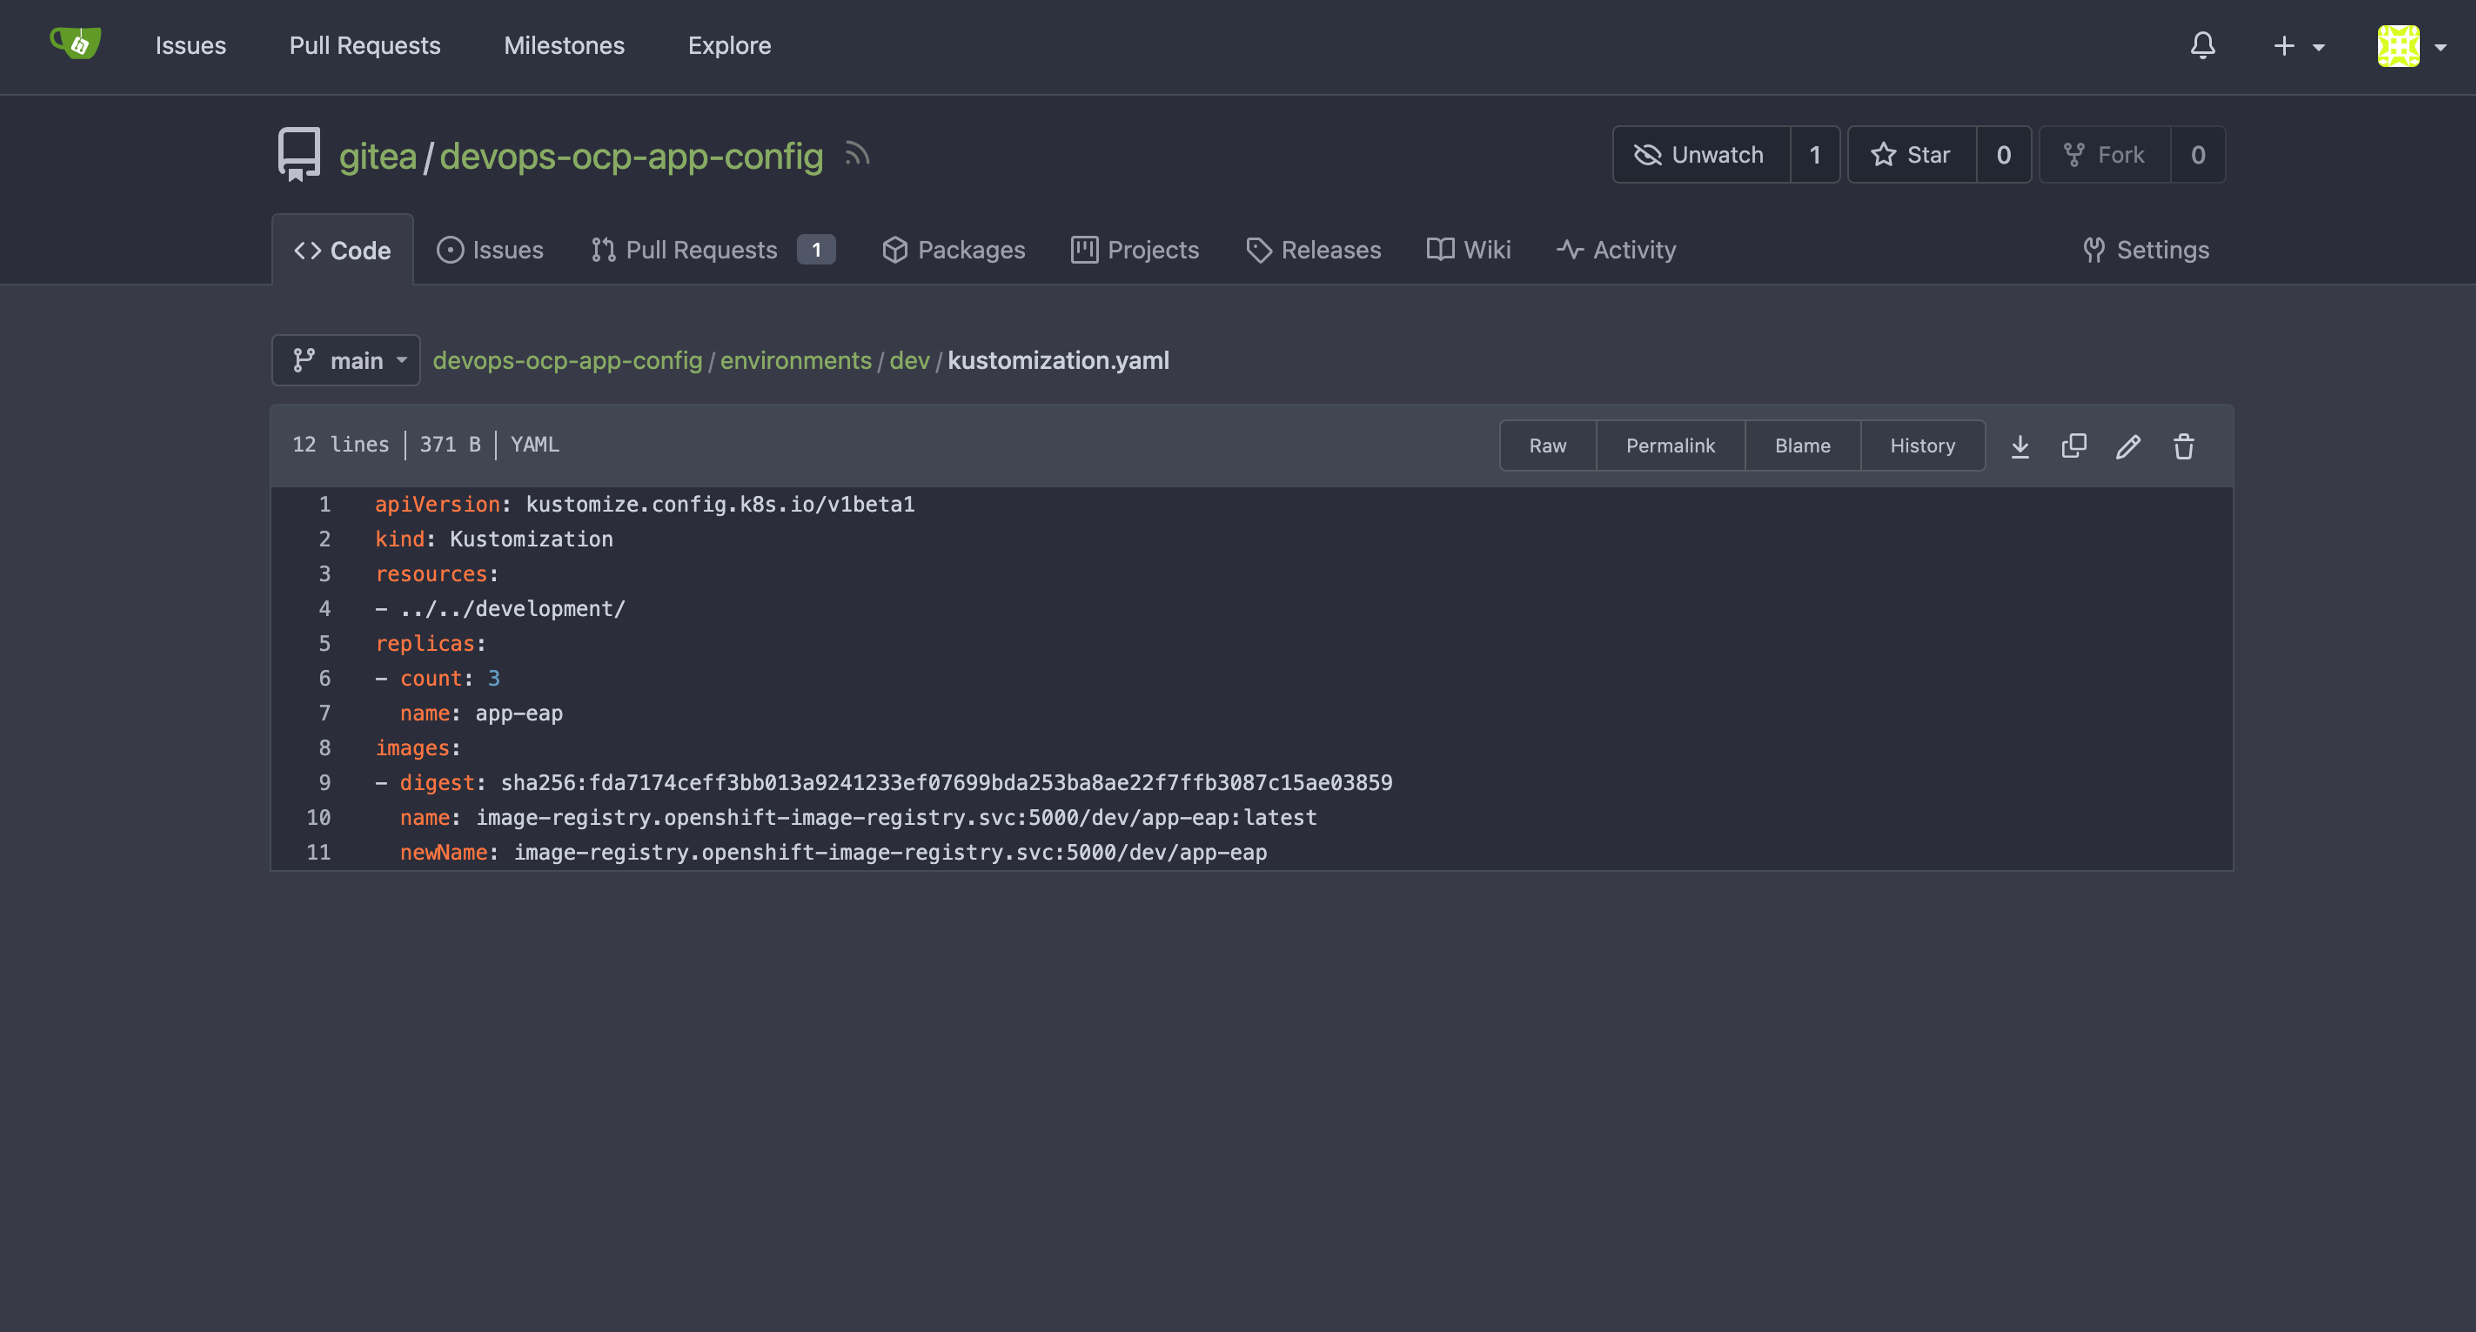 Issues Pull Requests Milestones Explore
gitea/devops-ocp-app-config
Unwatch 1 Star 0 Fork 0
Code Issues Pull Requests 1 Packages Projects Releases Wiki Activity Settings
main devops-ocp-app-config/environments/dev/kustomization.yaml
12 lines 371 B YAML Raw Permalink Blame History
1 apiVersion: kustomize.config.k8s.io/v1beta1
2 kind: Kustomization
3 resources:
4 - ../../development/
5 replicas:
6 - count: 3
7   name: app-eap
8 images:
9 - digest: sha256:fda7174ceff3bb013a9241233ef07699bda253ba8ae22f7ffb3087c15ae03859
10   name: image-registry.openshift-image-registry.svc:5000/dev/app-eap:latest
11   newName: image-registry.openshift-image-registry.svc:5000/dev/app-eap